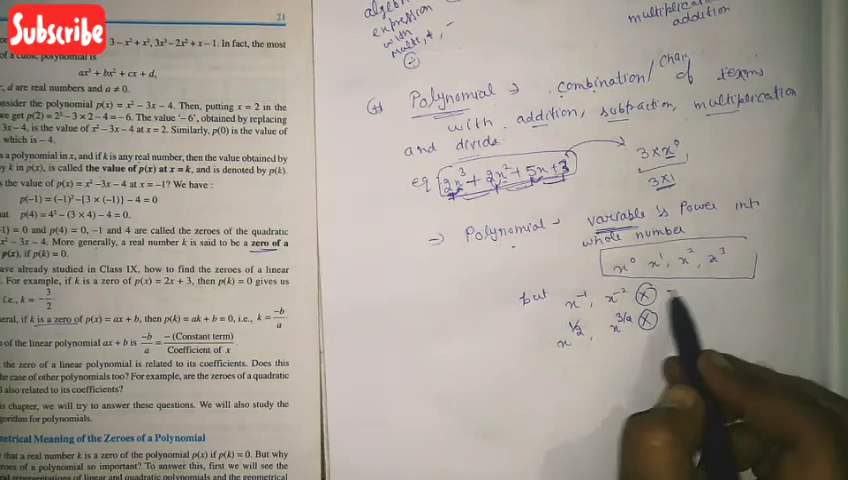 Subscribe
21
3 – x² + x³, 3x³ – 2x² + x – 1. In fact, the most
of a cubic polynomial is
ax³ + bx² + cx + d,
c, d are real numbers and a ≠ 0.
onsider the polynomial p(x) = x² – 3x – 4. Then, putting x = 2 in the
we get p(2) = 2² – 3 × 2 – 4 = – 6. The value '– 6', obtained by replacing
3x – 4, is the value of x² – 3x – 4 at x = 2. Similarly, p(0) is the value of
which is – 4.
is a polynomial in x, and if k is any real number, then the value obtained by
by k in p(x), is called the value of p(x) at x = k, and is denoted by p(k).
s the value of p(x) = x² –3x – 4 at x = –1? We have :
p(–1) = (–1)² –{3 × (–1)} – 4 = 0
at p(4) = 4² – (3 × 4) – 4 = 0.
–1) = 0 and p(4) = 0, –1 and 4 are called the zeroes of the quadratic
x² – 3x – 4. More generally, a real number k is said to be a zero of a
p(x), if p(k) = 0.
ave already studied in Class IX, how to find the zeroes of a linear
For example, if k is a zero of p(x) = 2x + 3, then p(k) = 0 gives us
i.e., k = – 3/2
eral, if k is a zero of p(x) = ax + b, then p(k) = ak + b = 0, i.e., k = –b/a
of the linear polynomial ax + b is –b/a = –(Constant term)/Coefficient of x
the zero of a linear polynomial is related to its coefficients. Does this
he case of other polynomials too? For example, are the zeroes of a quadratic
l also related to its coefficients?
is chapter, we will try to answer these questions. We will also study the
gorithm for polynomials.
metrical Meaning of the Zeroes of a Polynomial
that a real number k is a zero of the polynomial p(x) if p(k) = 0. But why
roes of a polynomial so important? To answer this, first we will see the
expression
with
÷
multiplica
addition
Polynomial → combination/chain of terms
with addition, subtraction, multiplication
and divide
eg 2x³ + 2x² + 5x + 3
3 × x⁰
3×1
→ Polynomial - variable is Power into
whole number
x⁰ x¹, x², x³
but x⁻¹, x⁻² ×
x^1/2, x^3/2 ×